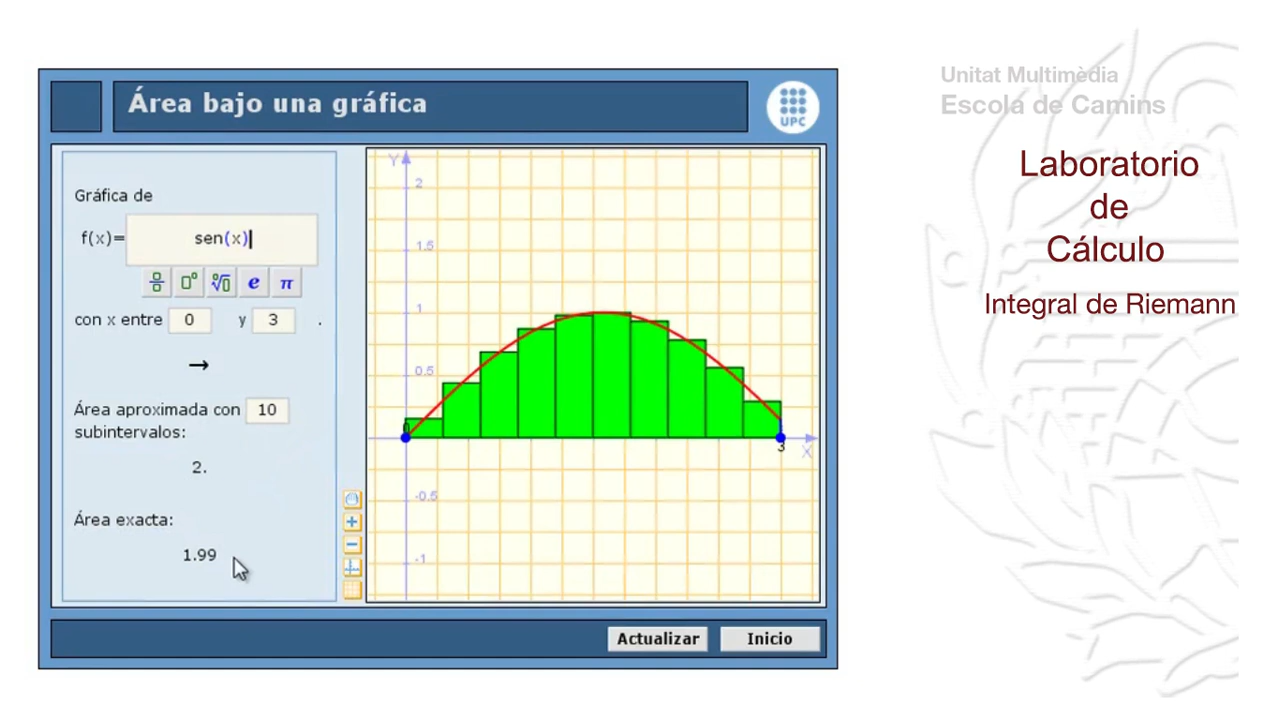 Unitat Multimèdia
Escola de Camins
Laboratorio
de
Cálculo
Integral de Riemann
Área bajo una gráfica
UPC
Gráfica de
f(x)= sen(x)
e π
con x entre 0 y 3 .
→
Área aproximada con 10
subintervalos:
2.
Área exacta:
1.99
Y
2
1.5
1
0.5
0
3
X
-0.5
-1
Actualizar Inicio